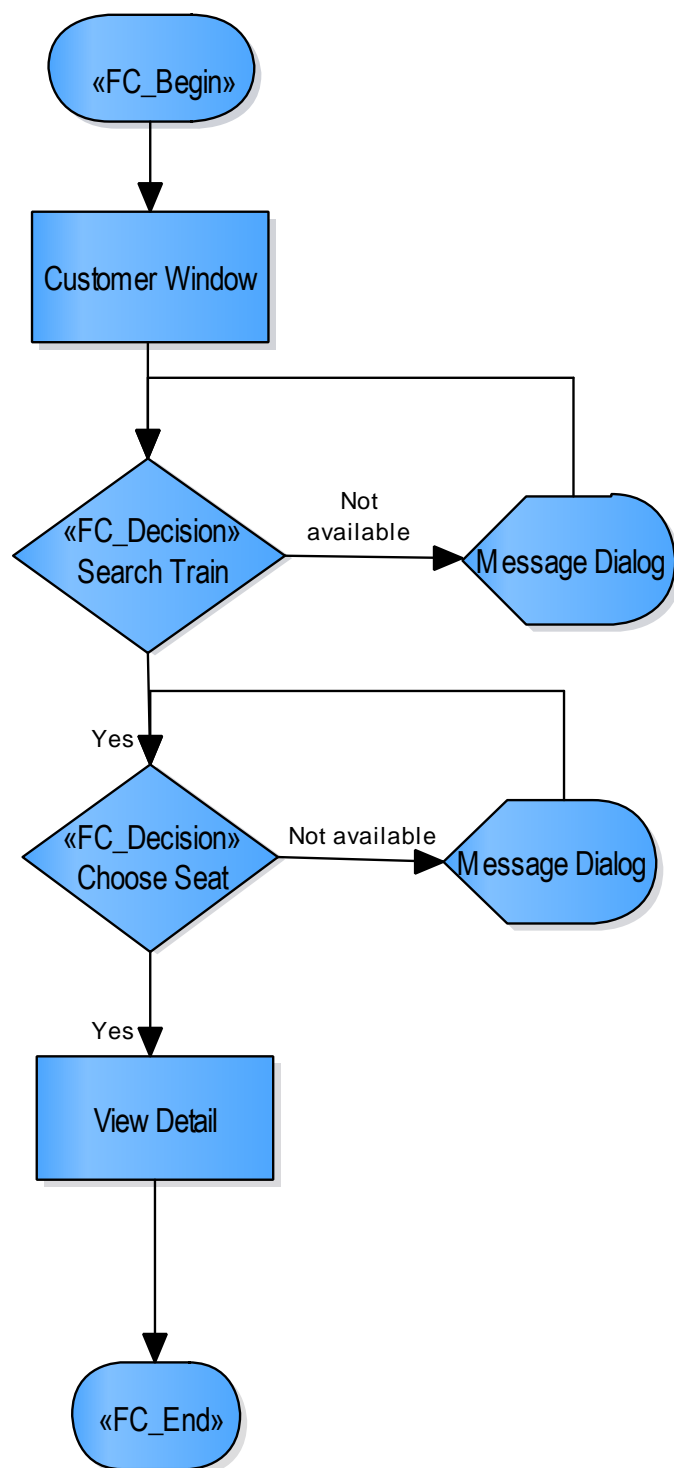 «FC_Begin»
Customer Window
«FC_Decision»
Search Train
Not
available
Message Dialog
Yes
«FC_Decision»
Choose Seat
Not available
Message Dialog
Yes
View Detail
«FC_End»